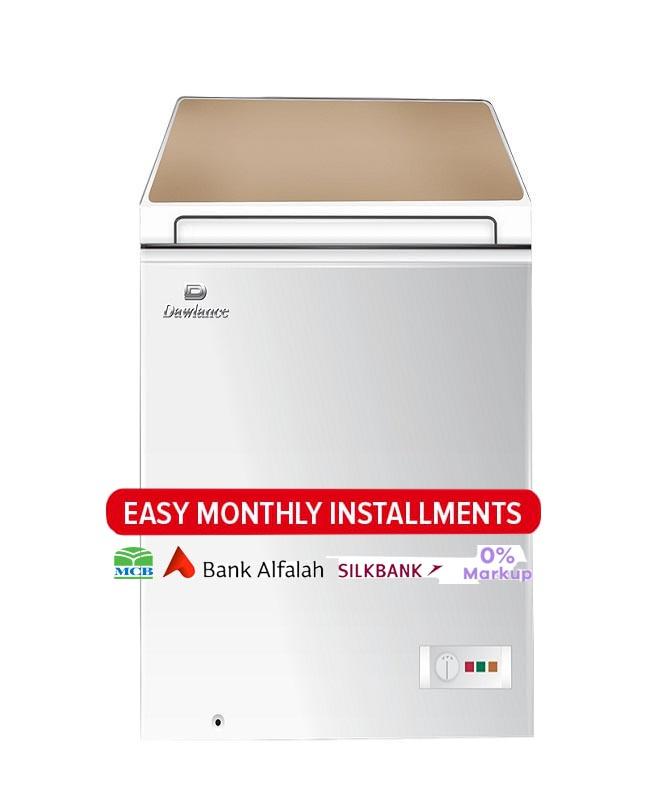 D
Dawlance
EASY MONTHLY INSTALLMENTS
MCB Bank Alfalah SILKBANK 0% Markup